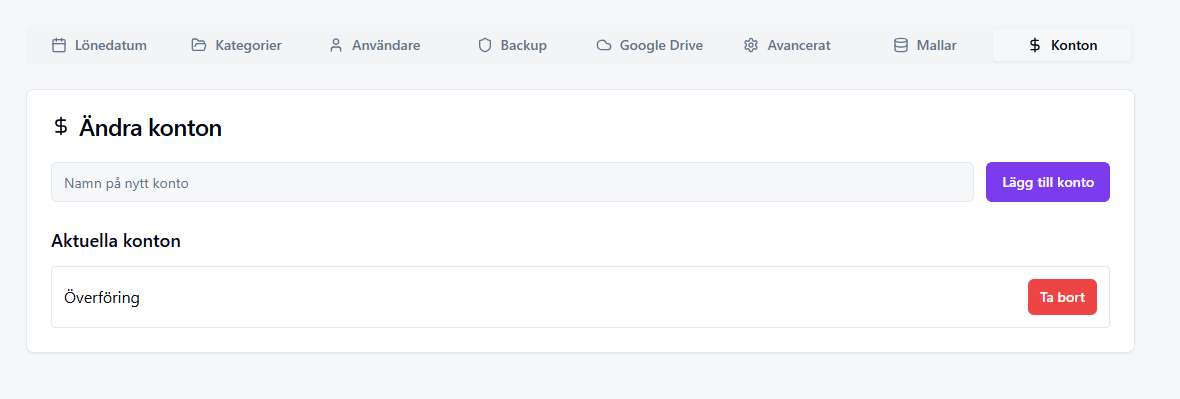 Lönedatum Kategorier Användare Backup Google Drive Avancerat Mallar $ Konton
$ Ändra konton
Namn på nytt konto Lägg till konto
Aktuella konton
Överföring Ta bort